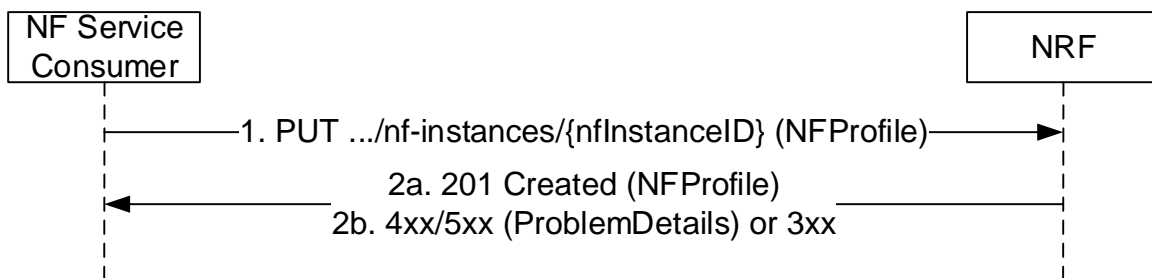 NF Service
Consumer
NRF
1. PUT .../nf-instances/{nfInstanceID} (NFProfile)
2a. 201 Created (NFProfile)
2b. 4xx/5xx (ProblemDetails) or 3xx